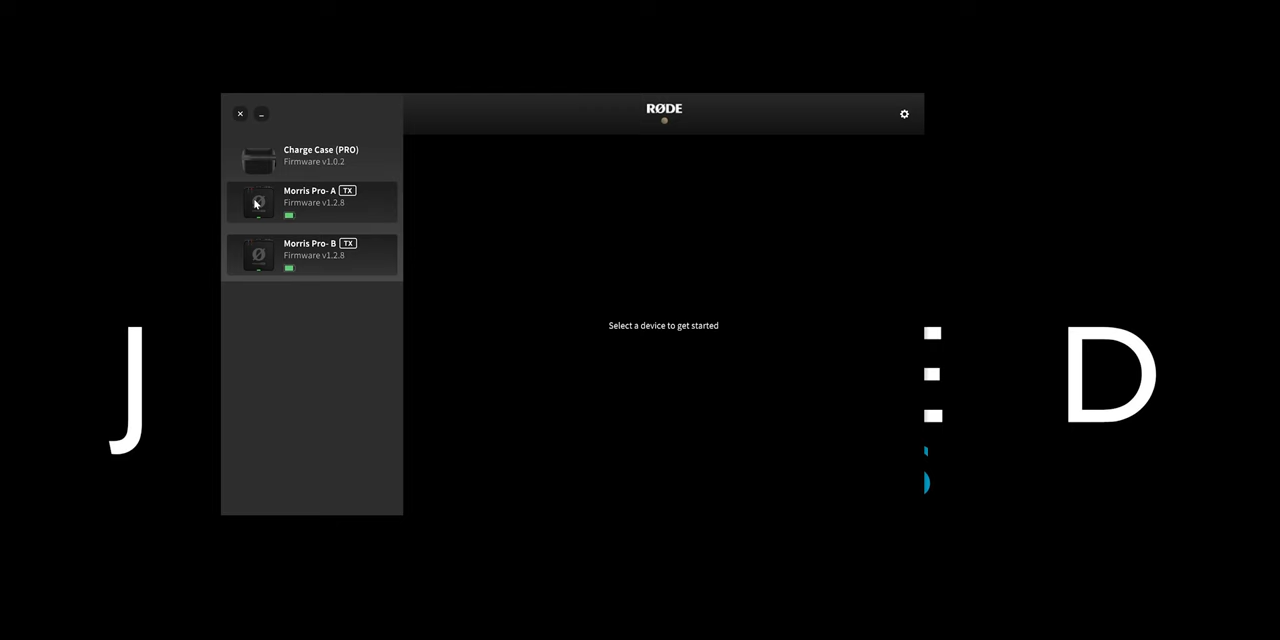 RØDE
Charge Case (PRO)
Firmware v1.0.2
Morris Pro- A TX
Firmware v1.2.8
Morris Pro- B TX
Firmware v1.2.8
Select a device to get started
J
D